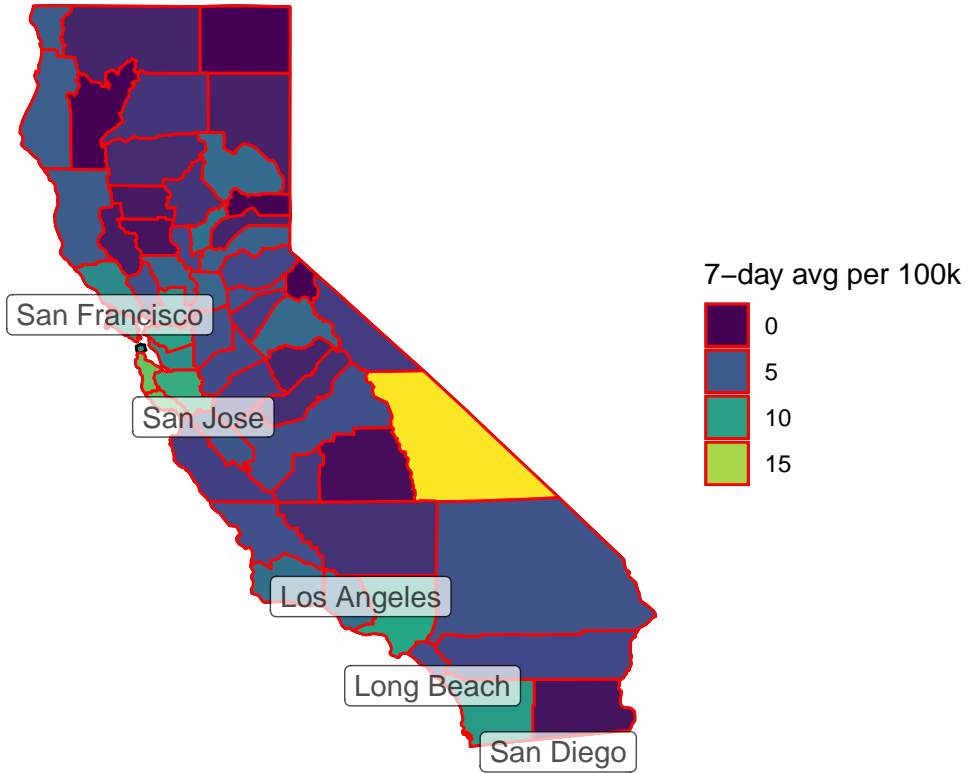 San Francisco
San Jose
Los Angeles
Long Beach
San Diego
7−day avg per 100k
0
5
10
15